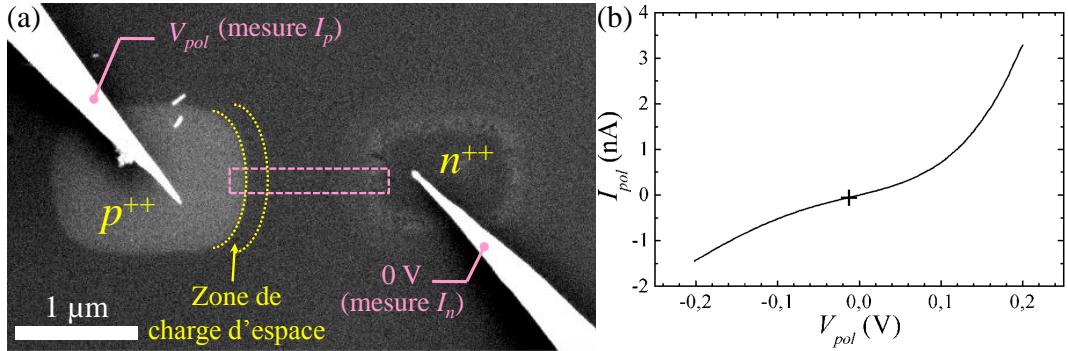 (a)
V_pol (mesure I_p)
n++
p++
0 V
(mesure I_n)
Zone de
charge d'espace
1 µm
(b)
I_pol (nA)
4
3
2
1
0
-1
-2
-0,2
-0,1
0,0
0,1
0,2
V_pol (V)